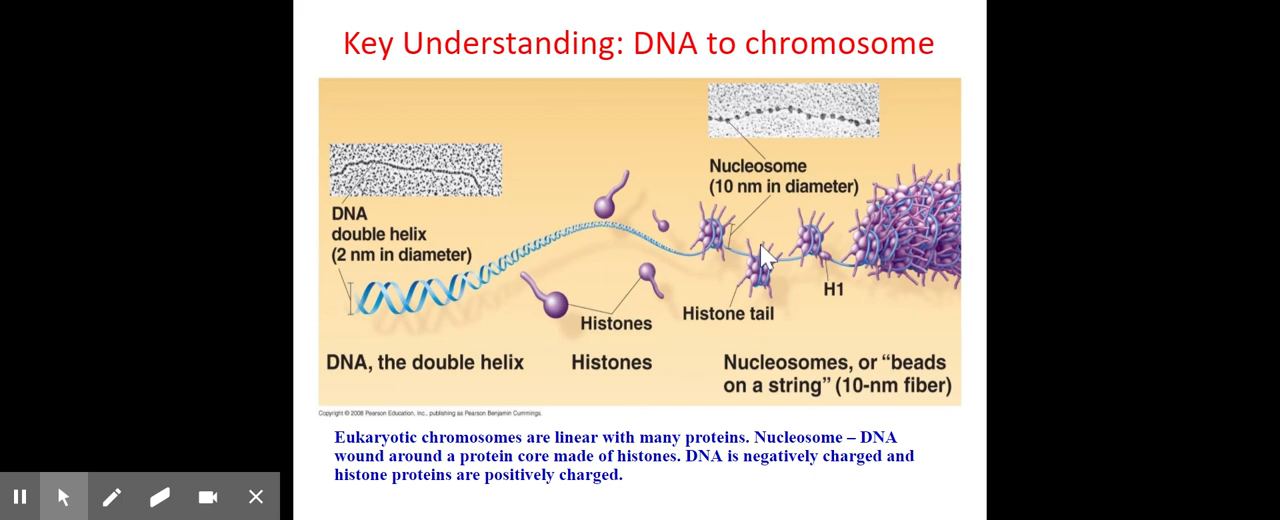 Key Understanding: DNA to chromosome
Nucleosome
(10 nm in diameter)
DNA
double helix
(2 nm in diameter)
H1
Histone tail
Histones
DNA, the double helix
Histones
Nucleosomes, or “beads
on a string” (10-nm fiber)
Copyright © 2008 Pearson Education, Inc., publishing as Pearson Benjamin Cummings.
Eukaryotic chromosomes are linear with many proteins. Nucleosome – DNA
wound around a protein core made of histones. DNA is negatively charged and
histone proteins are positively charged.